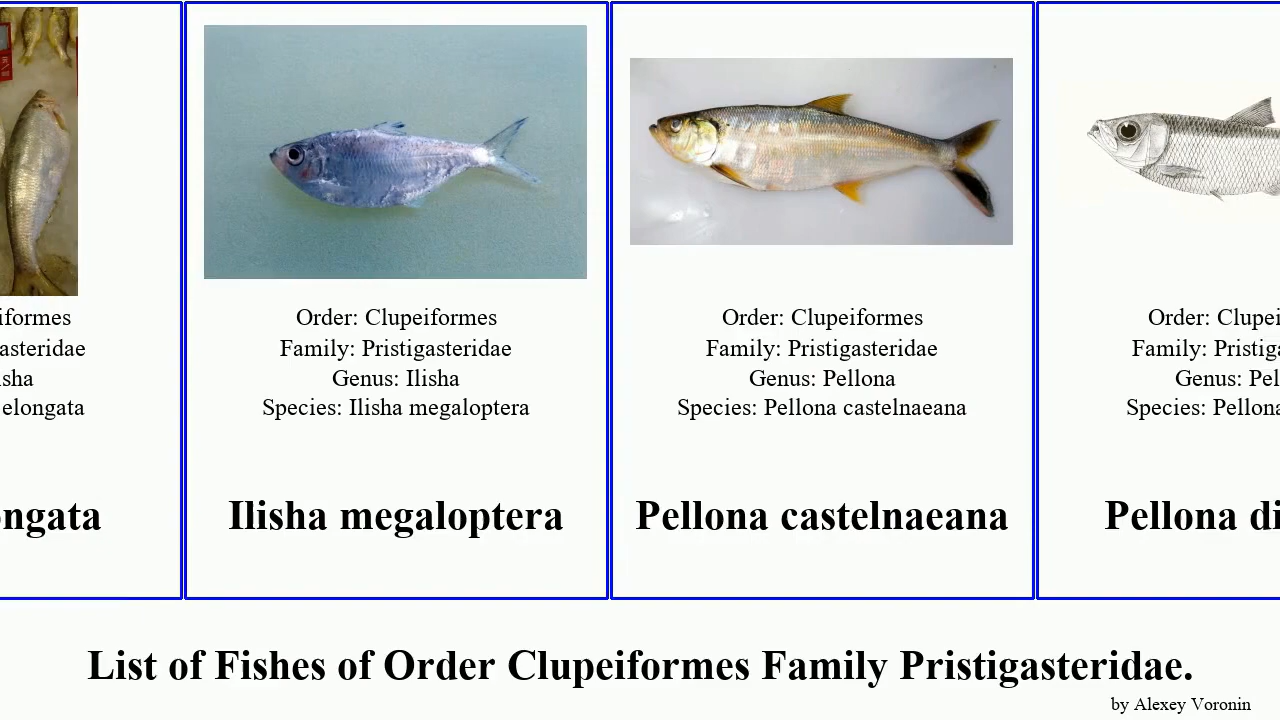 iformes
asteridae
sha
elongata
ongata
Order: Clupeiformes
Family: Pristigasteridae
Genus: Ilisha
Species: Ilisha megaloptera
Ilisha megaloptera
Order: Clupeiformes
Family: Pristigasteridae
Genus: Pellona
Species: Pellona castelnaeana
Pellona castelnaeana
Order: Clupei
Family: Pristiga
Genus: Pel
Species: Pellona
Pellona di
List of Fishes of Order Clupeiformes Family Pristigasteridae.
by Alexey Voronin